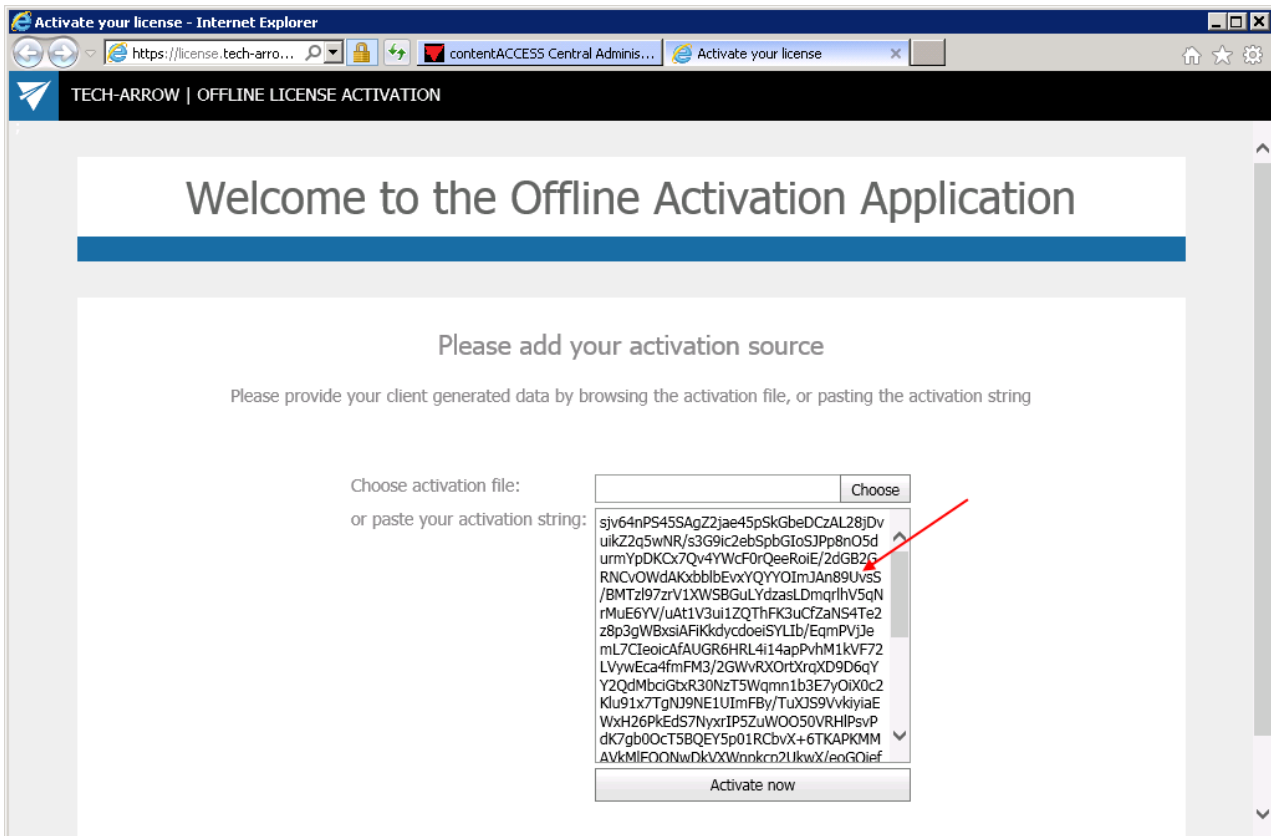 Activate your license - Internet Explorer
https://license.tech-arro...
contentACCESS Central Adminis...
Activate your license
TECH-ARROW | OFFLINE LICENSE ACTIVATION
Welcome to the Offline Activation Application
Please add your activation source
Please provide your client generated data by browsing the activation file, or pasting the activation string
Choose activation file:
Choose
or paste your activation string:
sjv64nPS45SAgZ2jae45pSkGbeDCzAL28jDv
uikZ2q5wNR/s3G9ic2ebSpbGIoSJPp8nO5d
urmYpDKCx7Qv4YWcF0rQeeRoiE/2dGB2G
RNCvOWdAKxbblbEvxYQYYOImJAn89UvsS
/BMTzl97zrV1XWSBGuLYdzasLDmqrlhV5qN
rMuE6YV/uAt1V3ui1ZQThFK3uCfZaNS4Te2
z8p3gWBxsiAFiKkdycdoeiSYLIb/EqmPVjJe
mL7CIeoicAfAUGR6HRL4i14apPvhM1kVF72
LVywEca4fmFM3/2GWvRXOrtXrqXD9D6qY
Y2QdMbciGtxR30NzT5Wqmn1b3E7yOiX0c2
Klu91x7TgNJ9NE1UImFBy/TuXJS9VvkiyiaE
WxH26PkEdS7NyxrIP5ZuWOO50VRHlPsvP
dK7gb0OcT5BQEY5p01RCbvX+6TKAPKMM
AVkMlFOONwDkVXWnpkcp2UkwX/eoGOief
Activate now